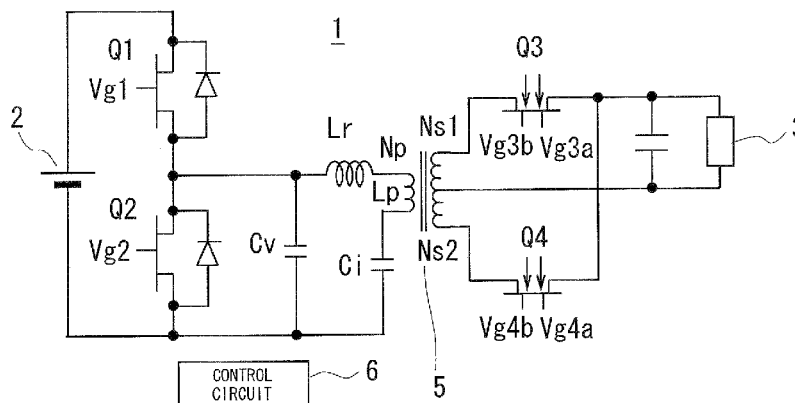 1
Q1
Vg1
2
Q2
Vg2
Lr
Np
Lp
Cv
Ci
Ns1
Ns2
Q3
Vg3b
Vg3a
3
Q4
Vg4b
Vg4a
5
CONTROL
CIRCUIT
6